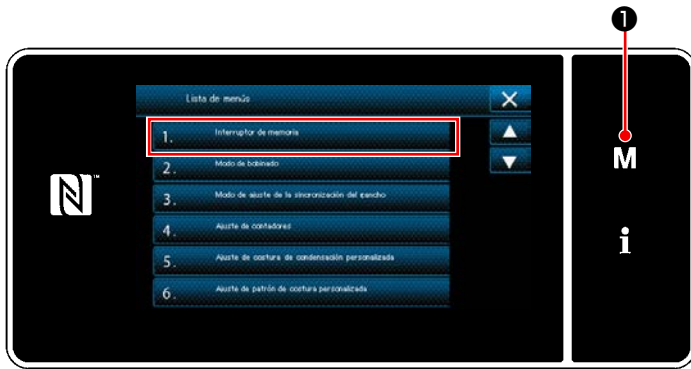 ❶
Lista de menús
1. Interruptor de memoria
2. Modo de bobinado
3. Modo de ajuste de la sincronización del gancho
4. Ajuste de contadores
5. Ajuste de costura de condensación personalizada
6. Ajuste de patrón de costura personalizada
M
i